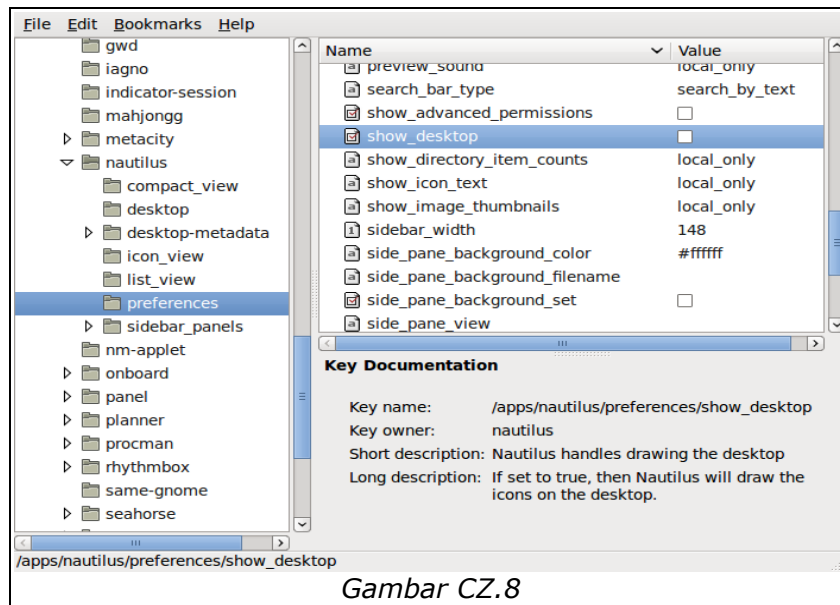 File Edit Bookmarks Help
gwd
iagno
indicator-session
mahjongg
metacity
nautilus
compact_view
desktop
desktop-metadata
icon_view
list_view
preferences
sidebar_panels
nm-applet
onboard
panel
planner
procman
rhythmbox
same-gnome
seahorse
Name Value
preview_sound local_only
search_bar_type search_by_text
show_advanced_permissions
show_desktop
show_directory_item_counts local_only
show_icon_text local_only
show_image_thumbnails local_only
sidebar_width 148
side_pane_background_color #ffffff
side_pane_background_filename
side_pane_background_set
side_pane_view
Key Documentation
Key name: /apps/nautilus/preferences/show_desktop
Key owner: nautilus
Short description: Nautilus handles drawing the desktop
Long description: If set to true, then Nautilus will draw the
icons on the desktop.
/apps/nautilus/preferences/show_desktop
Gambar CZ.8